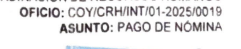 OFICIO: COY/CRH/INT/01-2025/0019
ASUNTO: PAGO DE NÓMINA